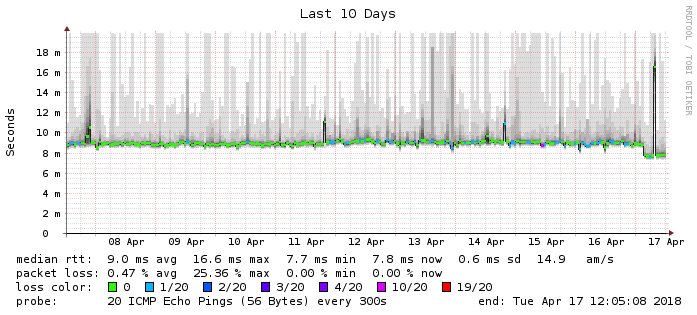 Last 10 Days
RRDTOOL / TOBI OETIKER
Seconds
18 m
16 m
14 m
12 m
10 m
8 m
6 m
4 m
2 m
0
08 Apr 09 Apr 10 Apr 11 Apr 12 Apr 13 Apr 14 Apr 15 Apr 16 Apr 17 Apr
median rtt: 9.0 ms avg 16.6 ms max 7.7 ms min 7.8 ms now 0.6 ms sd 14.9 am/s
packet loss: 0.47 % avg 25.36 % max 0.00 % min 0.00 % now
loss color: 0 1/20 2/20 3/20 4/20 10/20 19/20
probe: 20 ICMP Echo Pings (56 Bytes) every 300s end: Tue Apr 17 12:05:08 2018